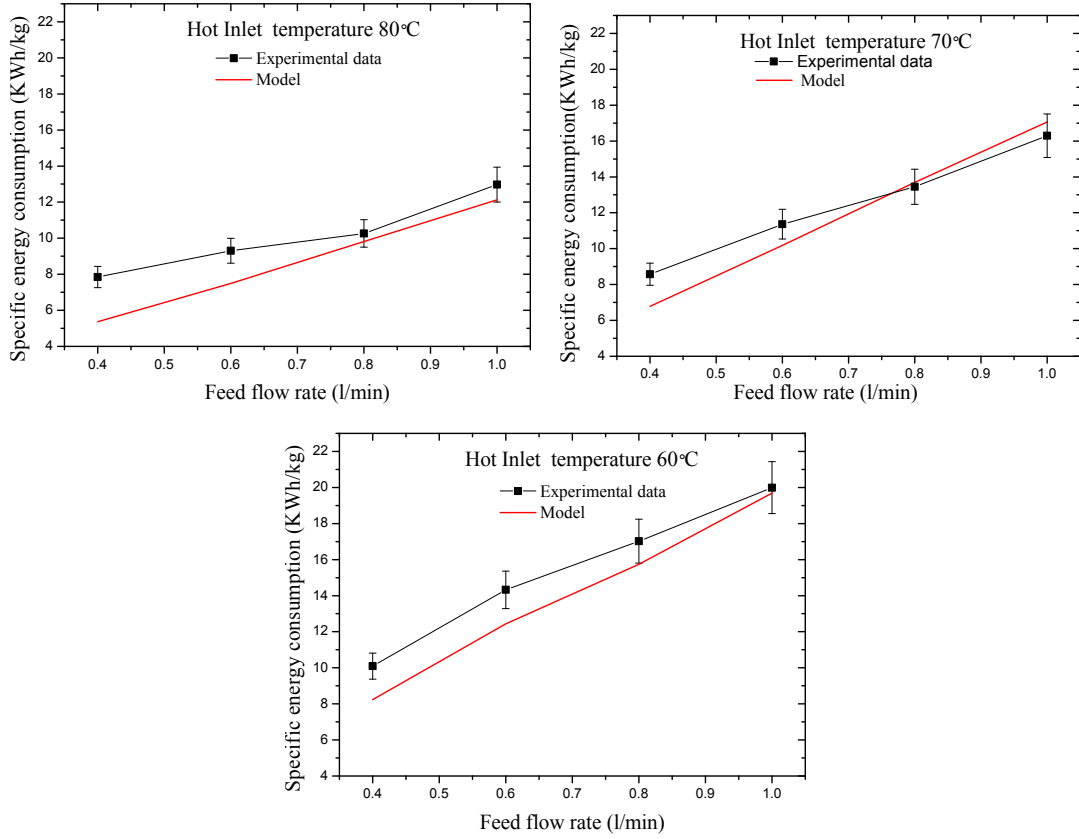 Hot Inlet temperature 80°C
Experimental data
Model
Specific energy consumption (KWh/kg)
22
20
18
16
14
12
10
8
6
4
0.4 0.5 0.6 0.7 0.8 0.9 1.0
Feed flow rate (l/min)
Hot Inlet temperature 70°C
Experimental data
Model
Specific energy consumption(KWh/kg)
22
20
18
16
14
12
10
8
6
4
0.4 0.5 0.6 0.7 0.8 0.9 1.0
Feed flow rate (l/min)
Hot Inlet temperature 60°C
Experimental data
Model
Specific energy consumption (KWh/kg)
22
20
18
16
14
12
10
8
6
4
0.4 0.5 0.6 0.7 0.8 0.9 1.0
Feed flow rate (l/min)